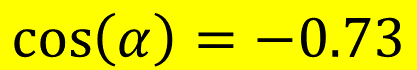 cos(α) = −0.73